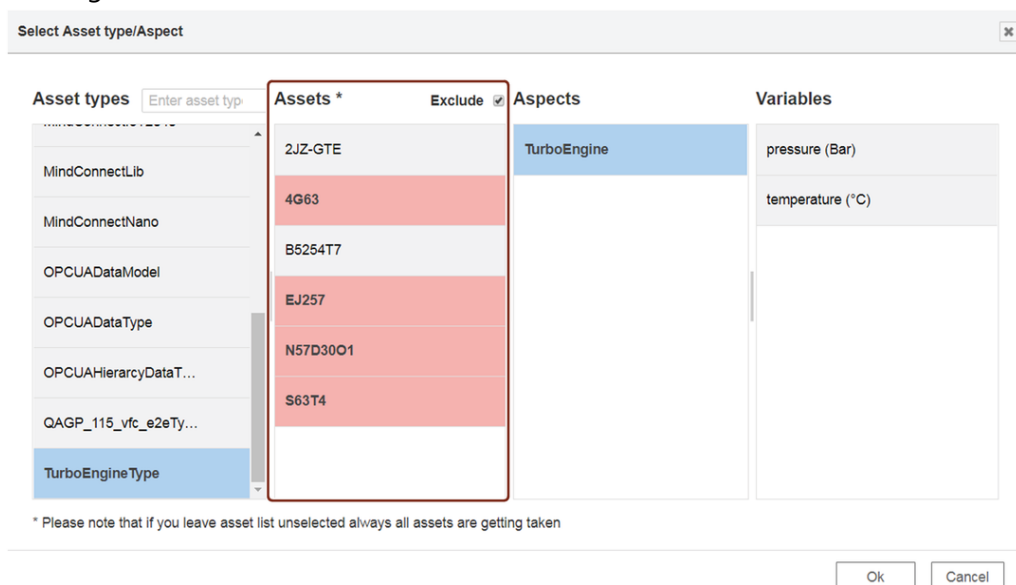 Select Asset type/Aspect
Asset types
Enter asset typ
MindConnectLib
MindConnectNano
OPCUADataModel
OPCUADataType
OPCUAHierarcyDataT...
QAGP_115_vfc_e2eTy...
TurboEngineType
Assets *
Exclude
2JZ-GTE
4G63
B5254T7
EJ257
N57D30O1
S63T4
Aspects
TurboEngine
Variables
pressure (Bar)
temperature (°C)
* Please note that if you leave asset list unselected always all assets are getting taken
Ok
Cancel